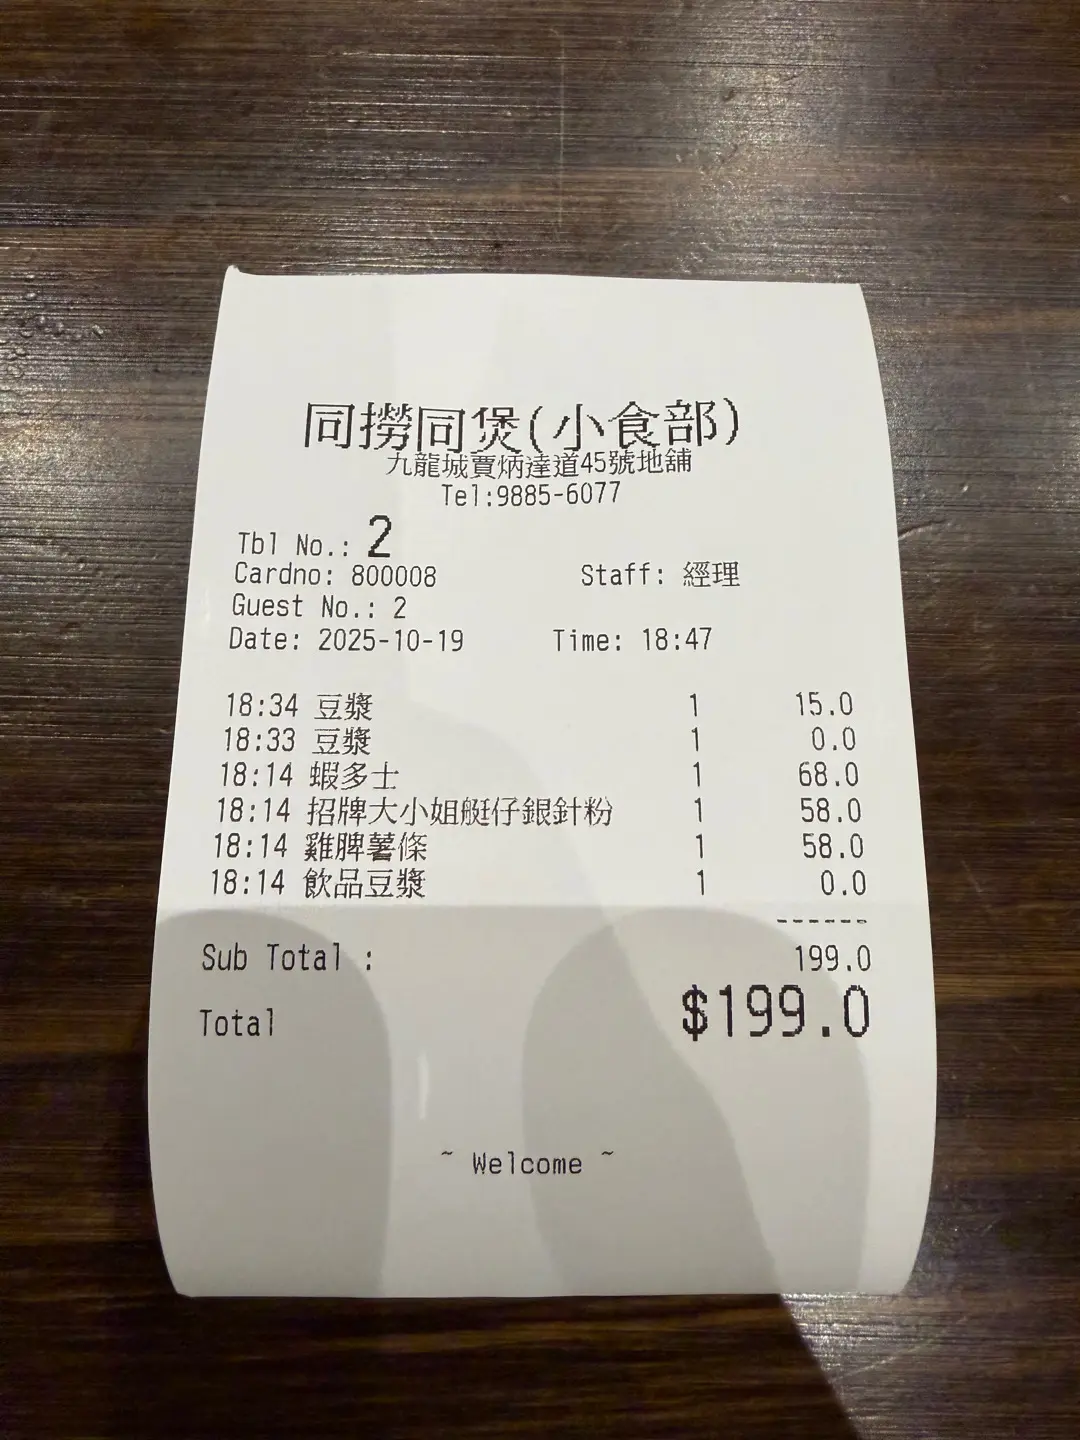 同撈同煲(小食部)
九龍城賈炳達道45號地舖
Tel:9885-6077
Tbl No.: 2
Cardno: 800008 Staff: 經理
Guest No.: 2
Date: 2025-10-19 Time: 18:47
18:34 豆漿 1 15.0
18:33 豆漿 1 0.0
18:14 蝦多士 1 68.0
18:14 招牌大小姐艇仔銀針粉 1 58.0
18:14 雞脾薯條 1 58.0
18:14 飲品豆漿 1 0.0
------
Sub Total : 199.0
Total $199.0
~ Welcome ~